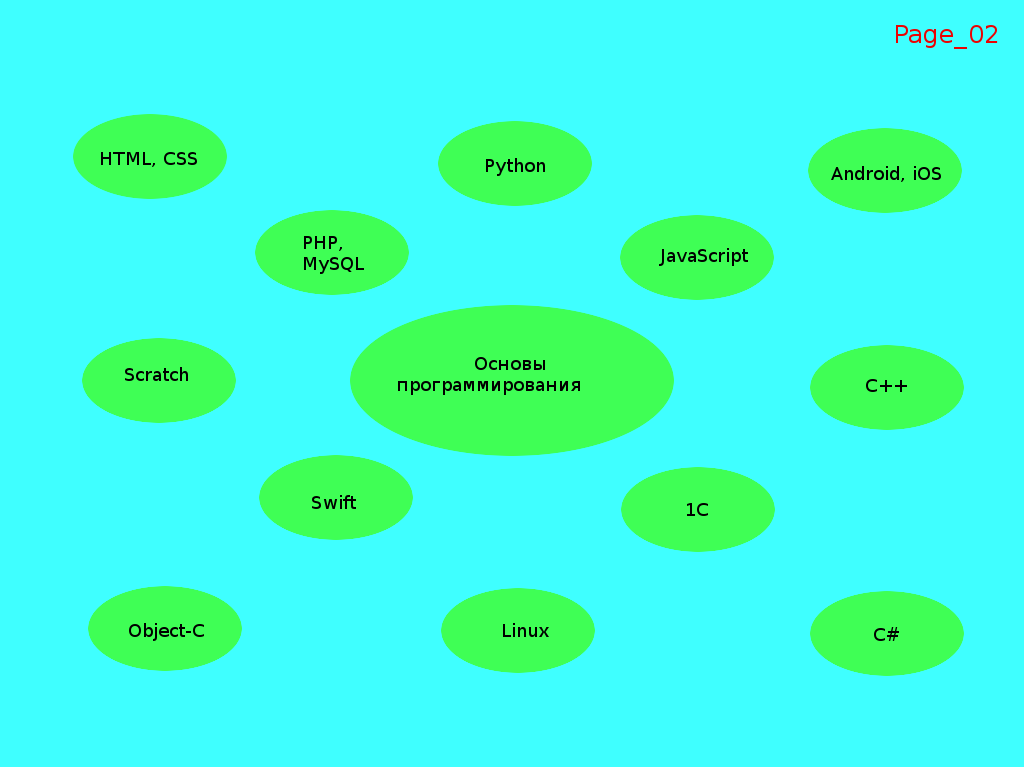 Page_02
HTML, CSS
Python
Android, iOS
PHP,
MySQL
JavaScript
Основы
программирования
Scratch
C++
Swift
1C
Object-C
Linux
C#